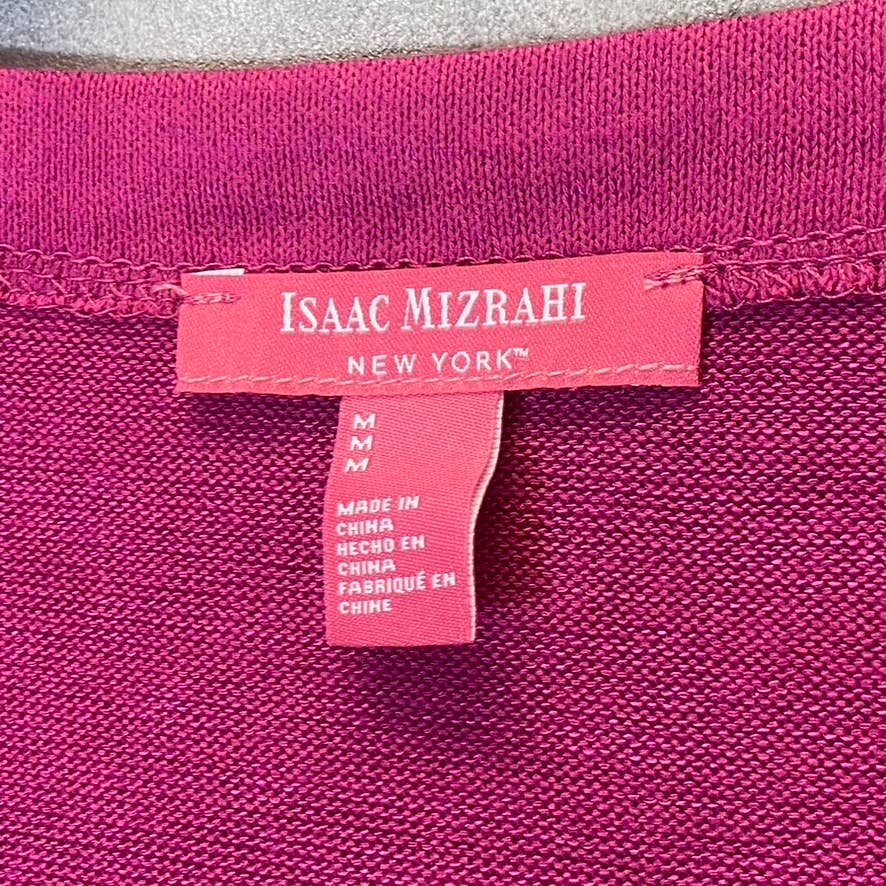 ISAAC MIZRAHI
NEW YORK™
M
M
M
MADE IN
CHINA
HECHO EN
CHINA
FABRIQUÉ EN
CHINE